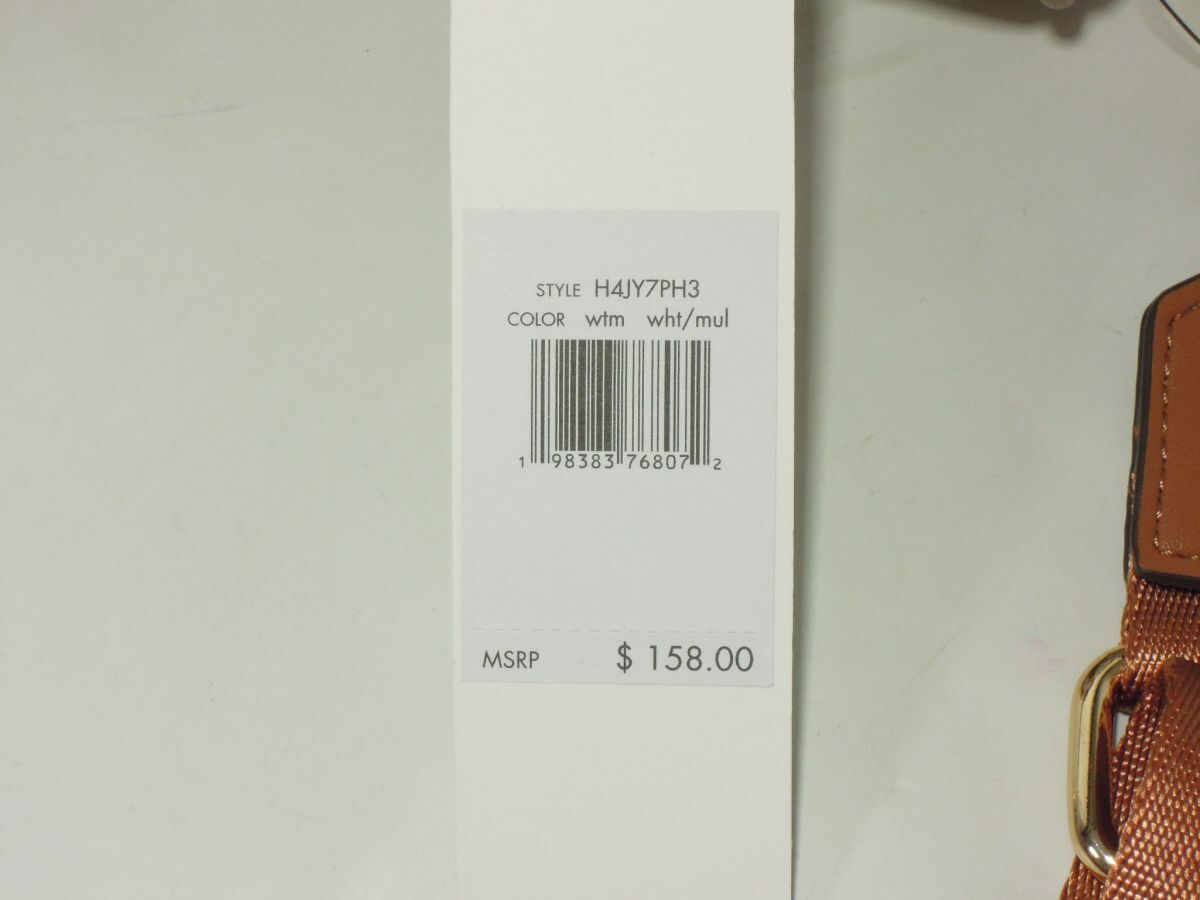 STYLE H4JY7PH3
COLOR wtm wht/mul
1 98383 76807 2
MSRP $ 158.00